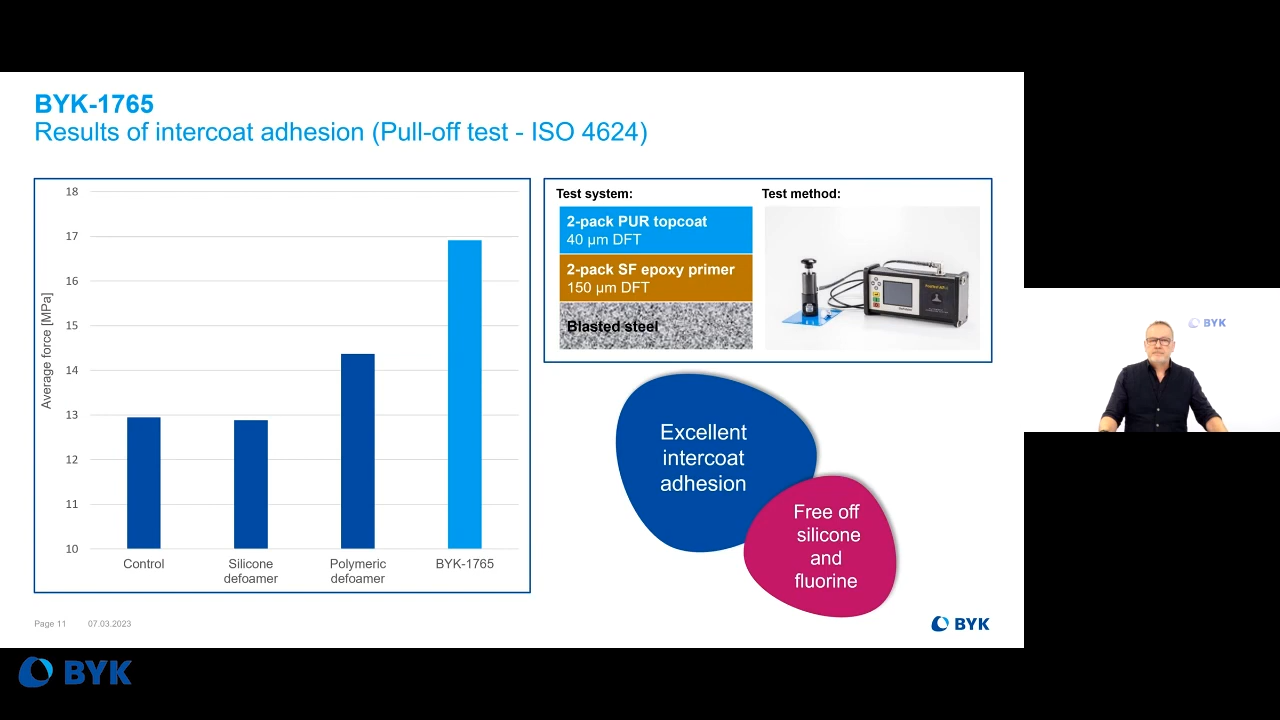 BYK-1765
Results of intercoat adhesion (Pull-off test - ISO 4624)
Average force [MPa]
18
17
16
15
14
13
12
11
10
Control
Silicone
defoamer
Polymeric
defoamer
BYK-1765
Test system:
2-pack PUR topcoat
40 µm DFT
2-pack SF epoxy primer
150 µm DFT
Blasted steel
Test method:
Excellent
intercoat
adhesion
Free off
silicone
and
fluorine
Page 11
07.03.2023
BYK
BYK
BYK